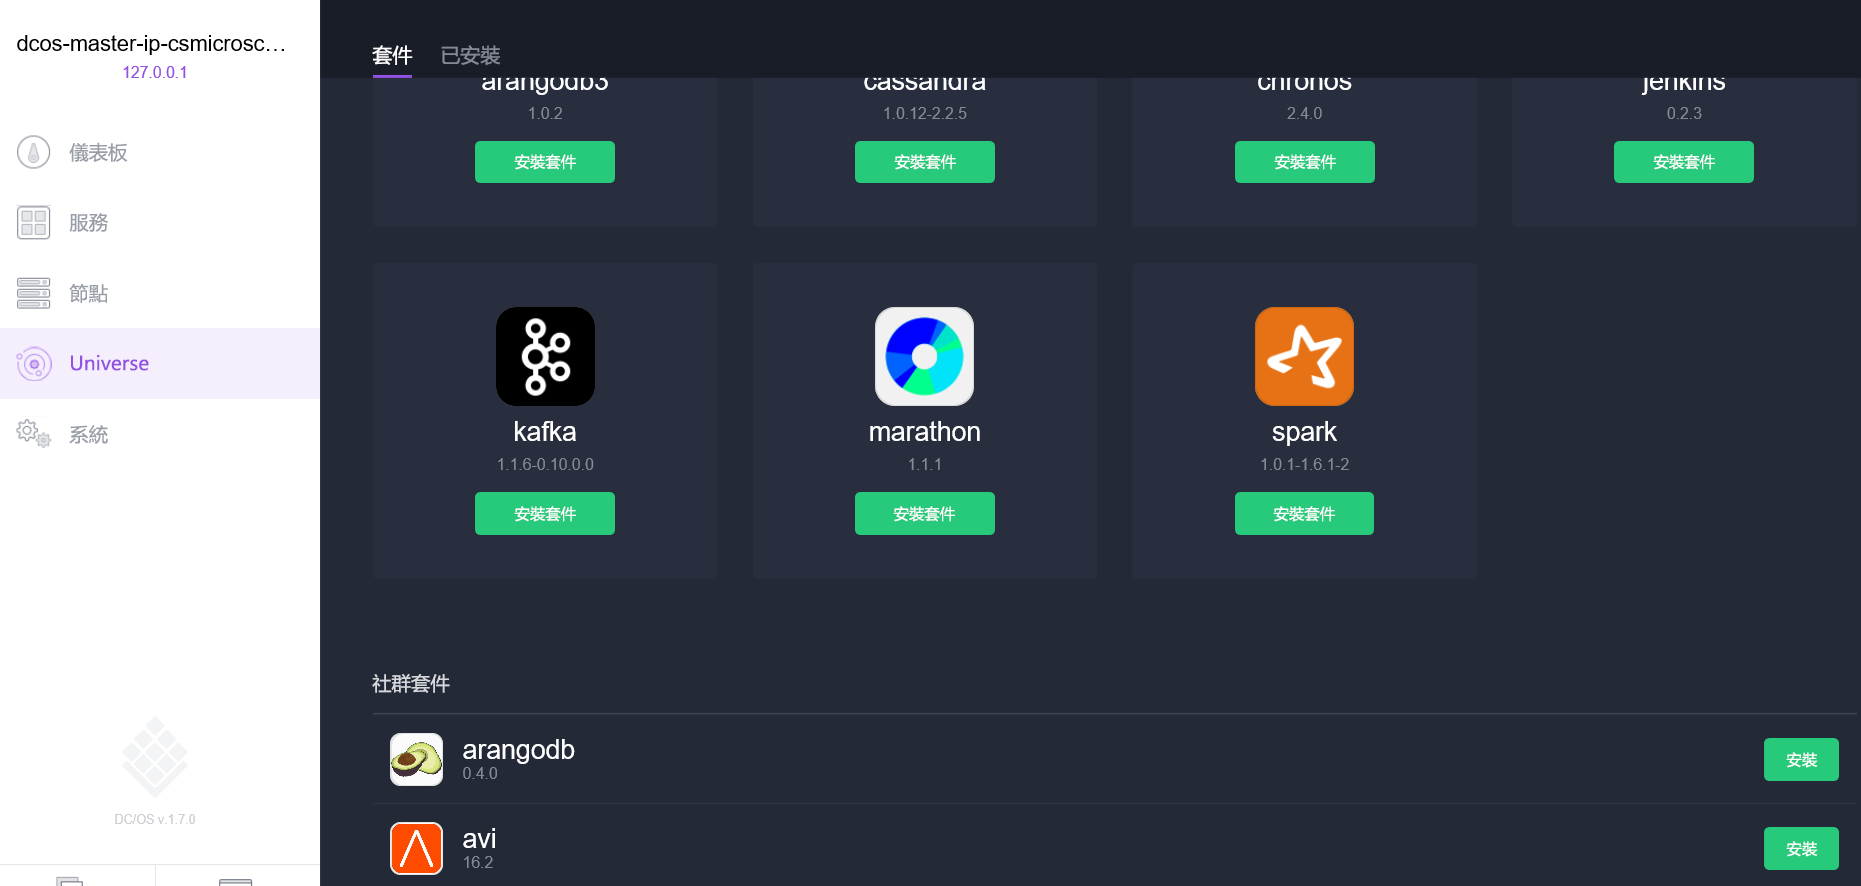 dcos-master-ip-csmicrosc...
127.0.0.1
儀表板
服務
節點
Universe
系統
DC/OS v.1.7.0
套件 已安裝
arangodb3
1.0.2
安裝套件
cassandra
1.0.12-2.2.5
安裝套件
chronos
2.4.0
安裝套件
jenkins
0.2.3
安裝套件
kafka
1.1.6-0.10.0.0
安裝套件
marathon
1.1.1
安裝套件
spark
1.0.1-1.6.1-2
安裝套件
社群套件
arangodb
0.4.0
安裝
avi
16.2
安裝